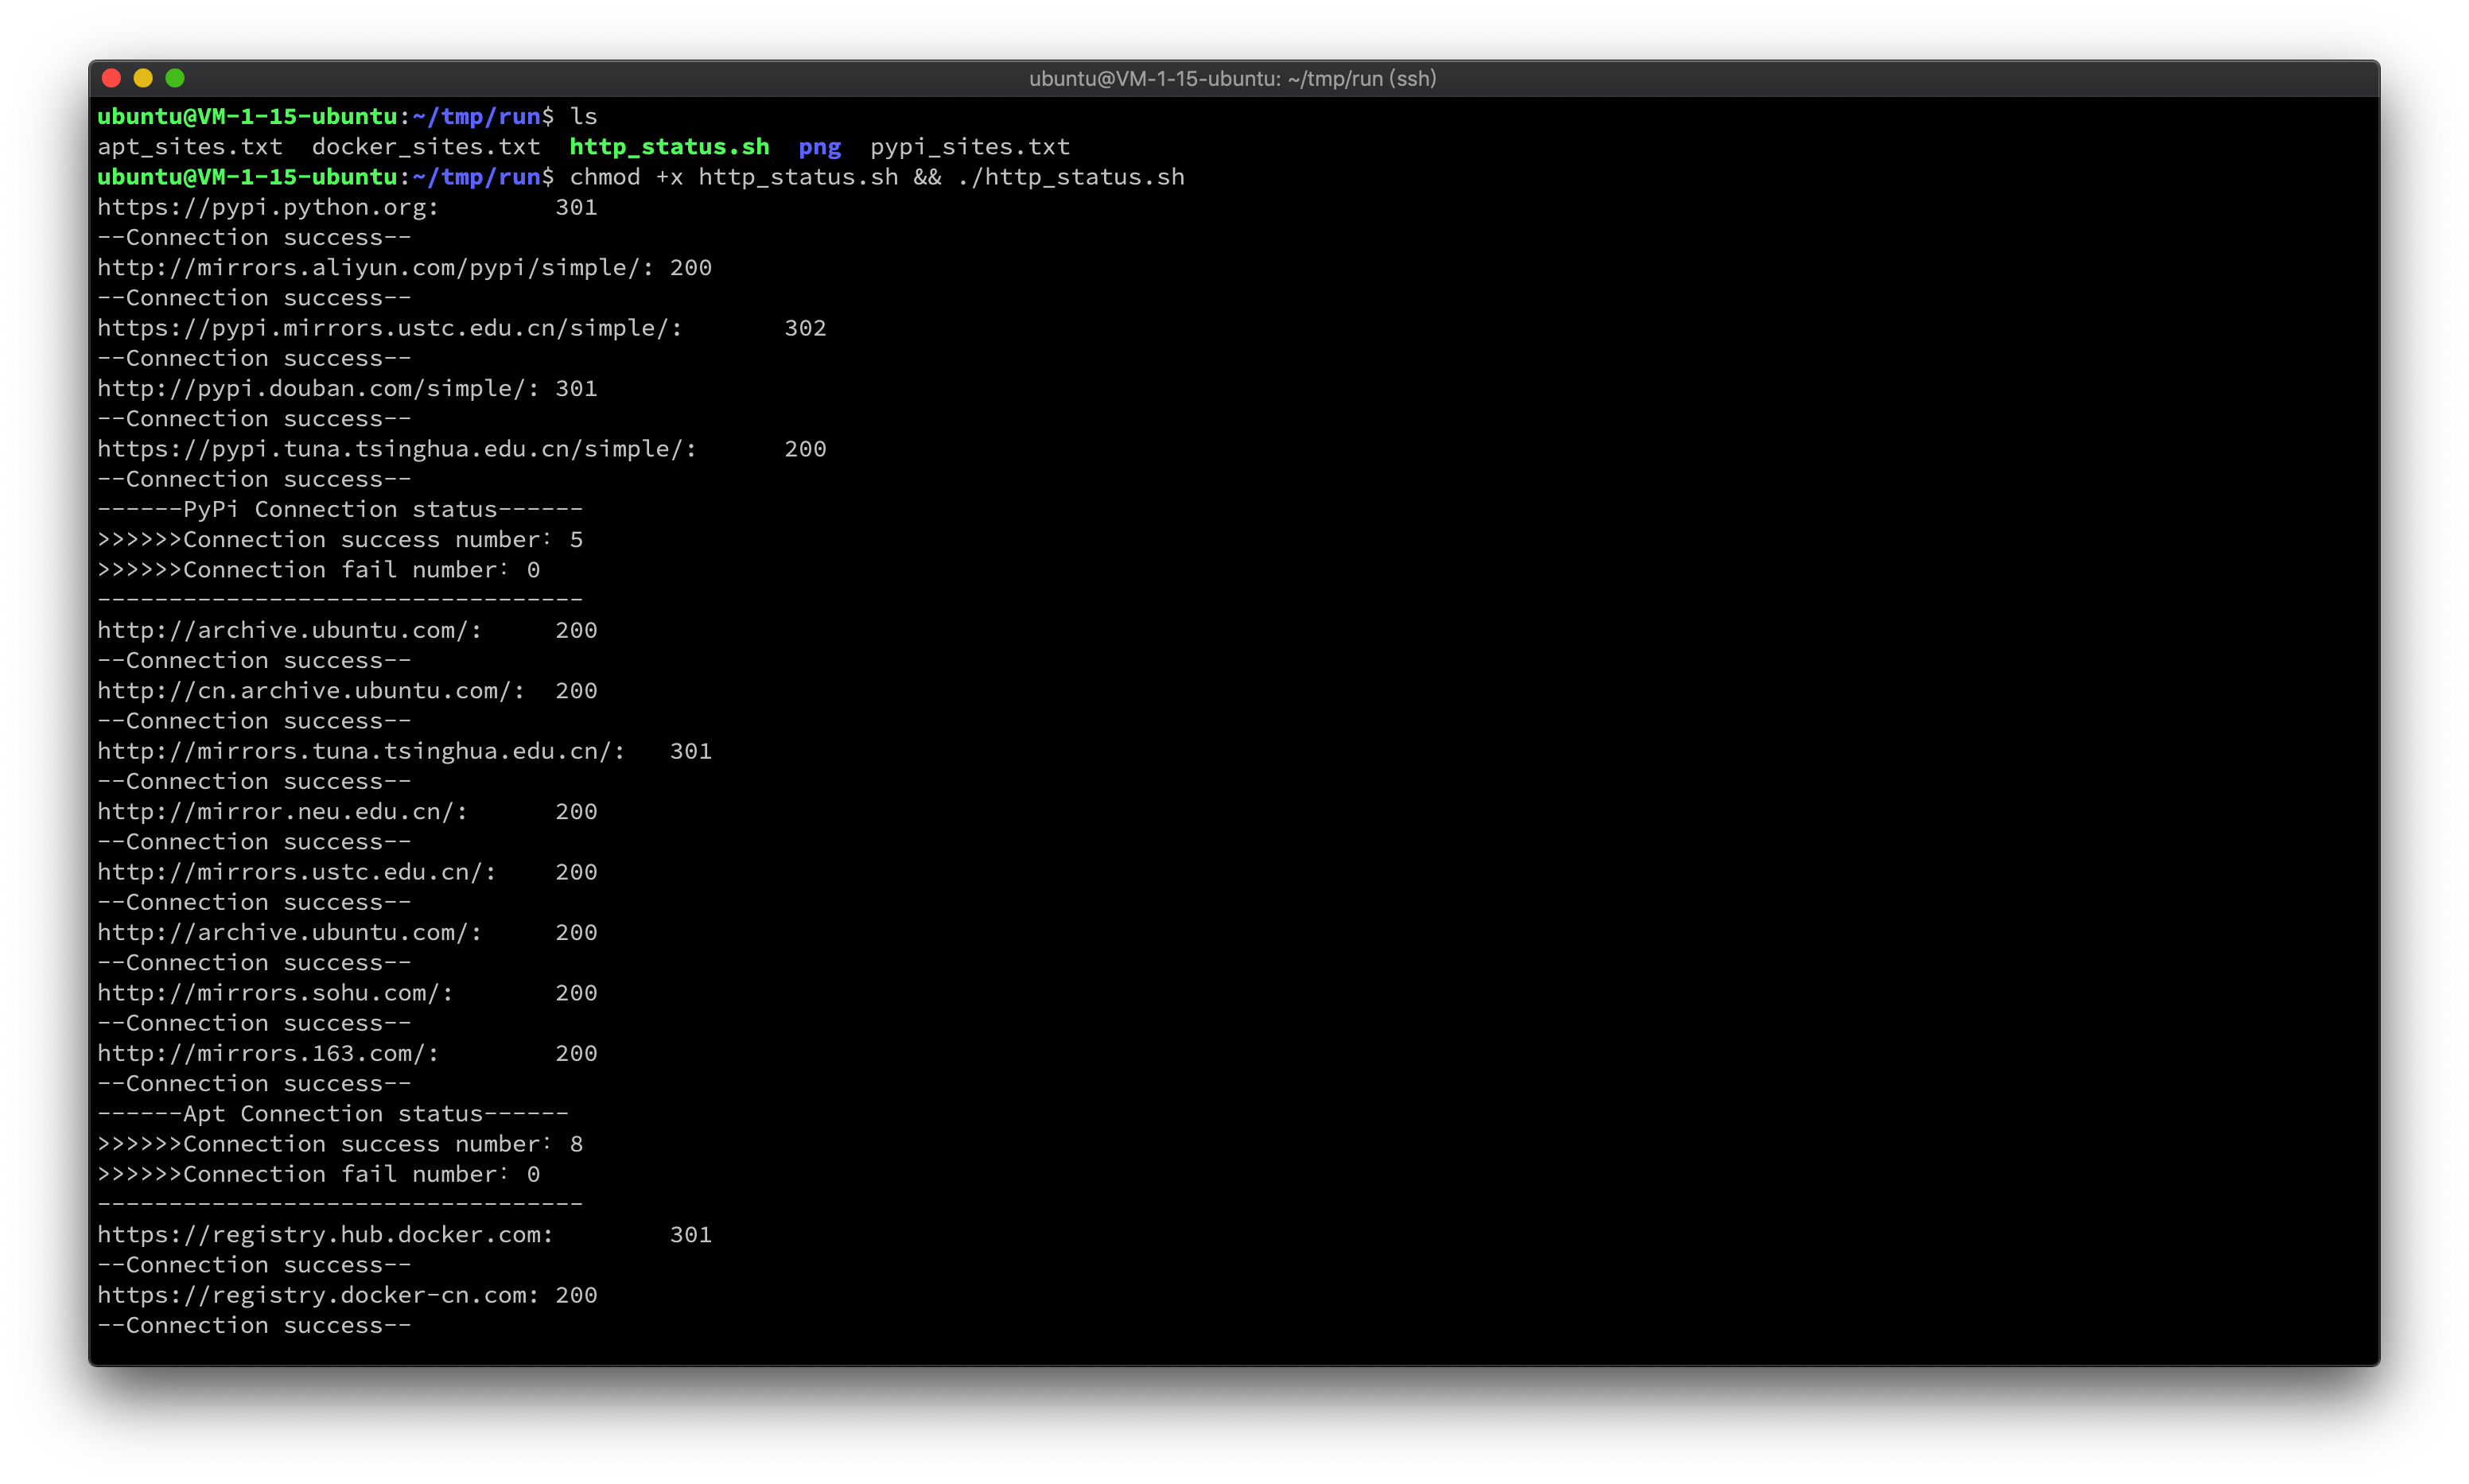 ubuntu@VM-1-15-ubuntu: ~/tmp/run (ssh)
ubuntu@VM-1-15-ubuntu:~/tmp/run$ ls
apt_sites.txt  docker_sites.txt  http_status.sh  png  pypi_sites.txt
ubuntu@VM-1-15-ubuntu:~/tmp/run$ chmod +x http_status.sh && ./http_status.sh
https://pypi.python.org:        301
--Connection success--
http://mirrors.aliyun.com/pypi/simple/: 200
--Connection success--
https://pypi.mirrors.ustc.edu.cn/simple/:       302
--Connection success--
http://pypi.douban.com/simple/: 301
--Connection success--
https://pypi.tuna.tsinghua.edu.cn/simple/:      200
--Connection success--
------PyPi Connection status------
>>>>>>Connection success number：5
>>>>>>Connection fail number：0
----------------------------------
http://archive.ubuntu.com/:     200
--Connection success--
http://cn.archive.ubuntu.com/:  200
--Connection success--
http://mirrors.tuna.tsinghua.edu.cn/:   301
--Connection success--
http://mirror.neu.edu.cn/:      200
--Connection success--
http://mirrors.ustc.edu.cn/:    200
--Connection success--
http://archive.ubuntu.com/:     200
--Connection success--
http://mirrors.sohu.com/:       200
--Connection success--
http://mirrors.163.com/:        200
--Connection success--
------Apt Connection status------
>>>>>>Connection success number：8
>>>>>>Connection fail number：0
----------------------------------
https://registry.hub.docker.com:        301
--Connection success--
https://registry.docker-cn.com: 200
--Connection success--